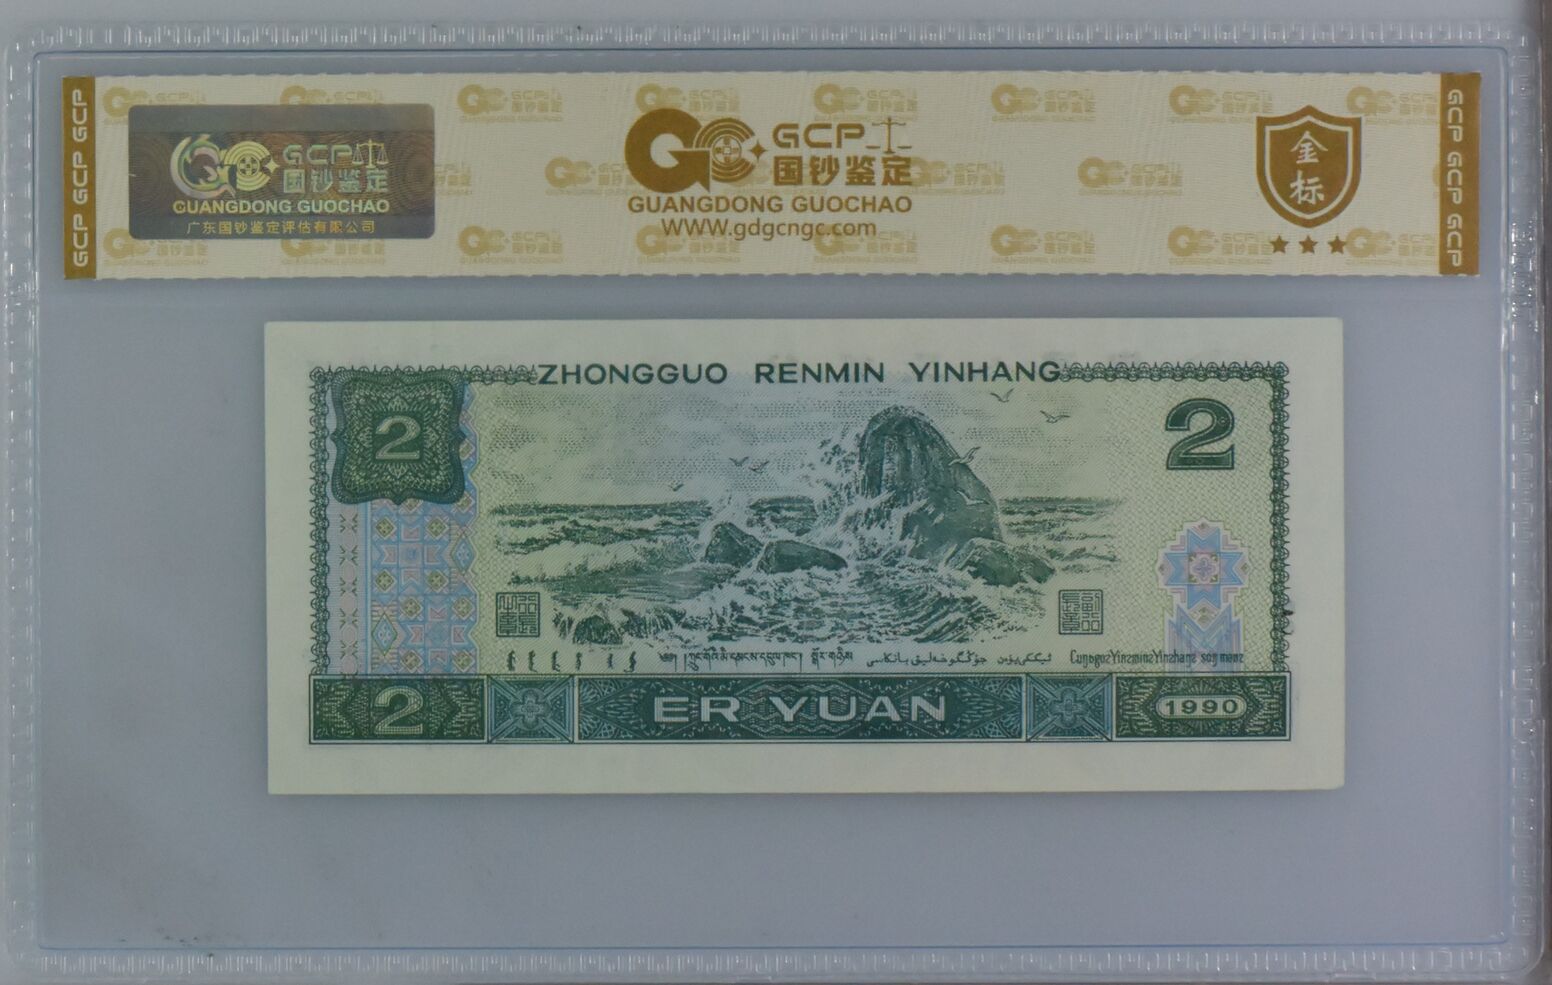 GCP GCP GCP
GCP
国钞鉴定
GUANGDONG GUOCHAO
广东国钞鉴定评估有限公司
GCP
国钞鉴定
GUANGDONG GUOCHAO
WWW.gdgcngc.com
金标
GCP GCP GCP
ZHONGGUO RENMIN YINHANG
2
2
2
ER YUAN
1990